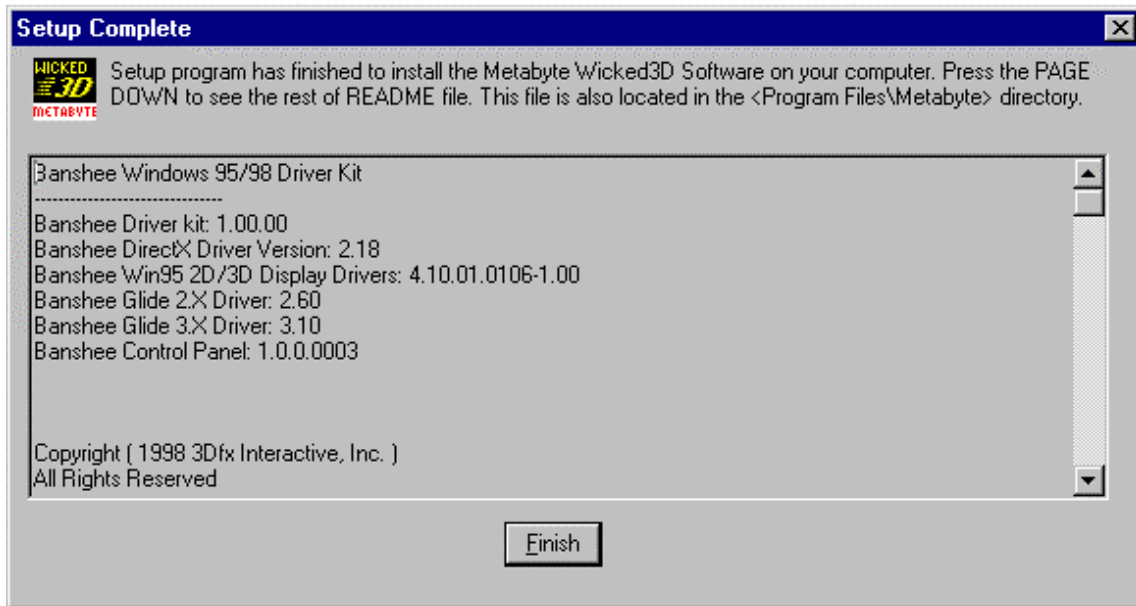 Setup Complete
WICKED
3D
METABYTE
Setup program has finished to install the Metabyte Wicked3D Software on your computer. Press the PAGE
DOWN to see the rest of README file. This file is also located in the <Program Files\Metabyte> directory.
Banshee Windows 95/98 Driver Kit
--------------------------------
Banshee Driver kit: 1.00.00
Banshee DirectX Driver Version: 2.18
Banshee Win95 2D/3D Display Drivers: 4.10.01.0106-1.00
Banshee Glide 2.X Driver: 2.60
Banshee Glide 3.X Driver: 3.10
Banshee Control Panel: 1.0.0.0003
Copyright ( 1998 3Dfx Interactive, Inc. )
All Rights Reserved
Finish